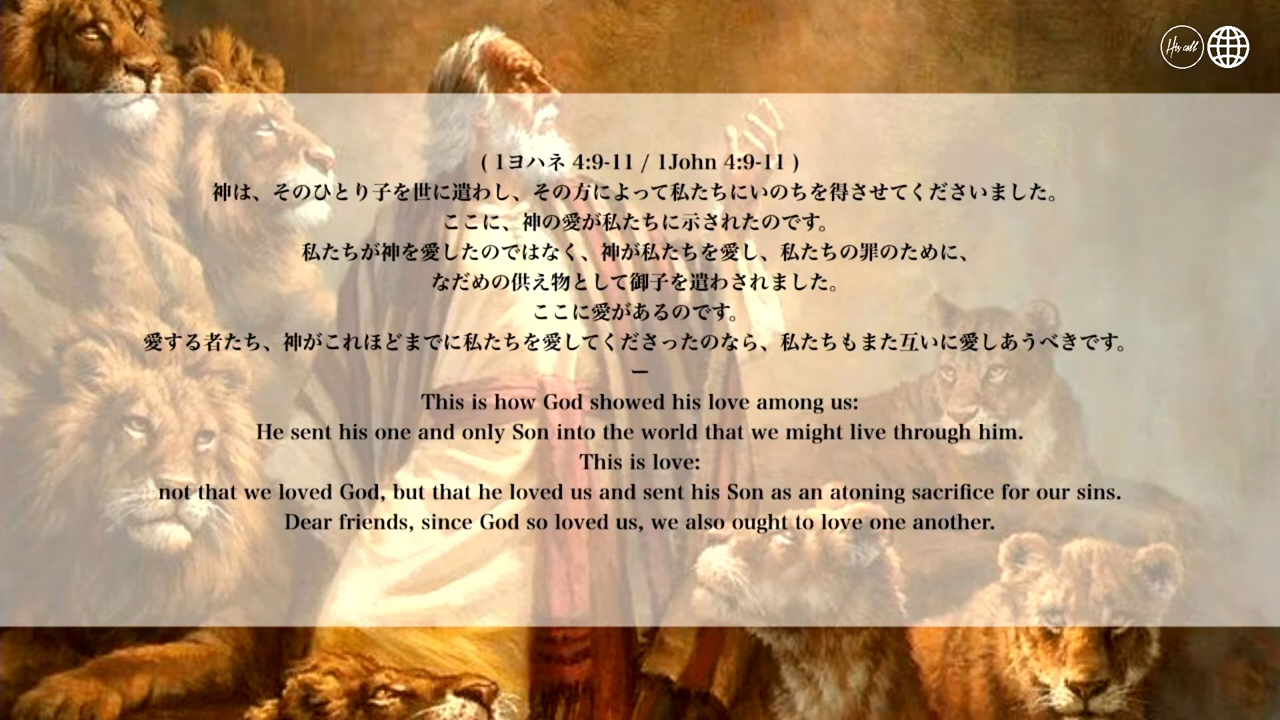 His call
( 1ヨハネ 4:9-11 / 1John 4:9-11 )
神は、そのひとり子を世に遣わし、その方によって私たちにいのちを得させてくださいました。
ここに、神の愛が私たちに示されたのです。
私たちが神を愛したのではなく、神が私たちを愛し、私たちの罪のために、
なだめの供え物として御子を遣わされました。
ここに愛があるのです。
愛する者たち、神がこれほどまでに私たちを愛してくださったのなら、私たちもまた互いに愛しあうべきです。
ー
This is how God showed his love among us:
He sent his one and only Son into the world that we might live through him.
This is love:
not that we loved God, but that he loved us and sent his Son as an atoning sacrifice for our sins.
Dear friends, since God so loved us, we also ought to love one another.